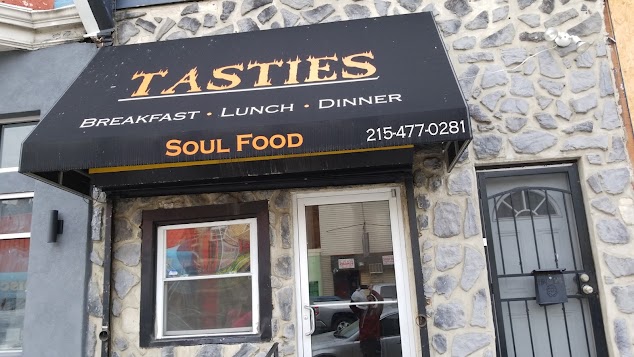 TASTIES
BREAKFAST • LUNCH • DINNER
SOUL FOOD
215-477-0281